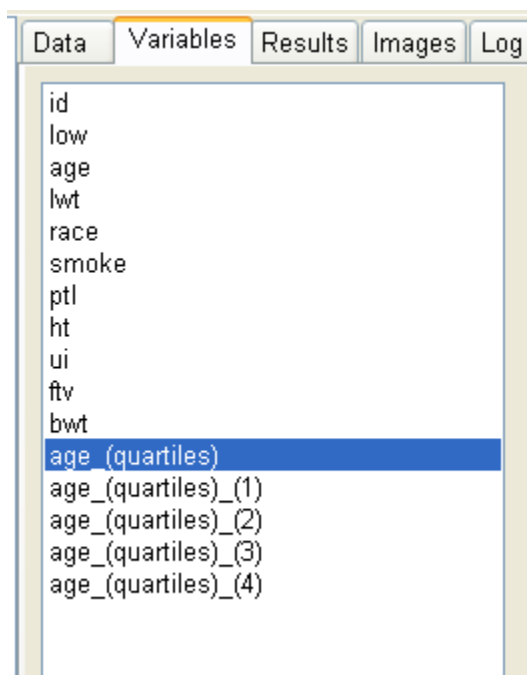 Data Variables Results Images Log
id
low
age
lwt
race
smoke
ptl
ht
ui
ftv
bwt
age_(quartiles)
age_(quartiles)_(1)
age_(quartiles)_(2)
age_(quartiles)_(3)
age_(quartiles)_(4)